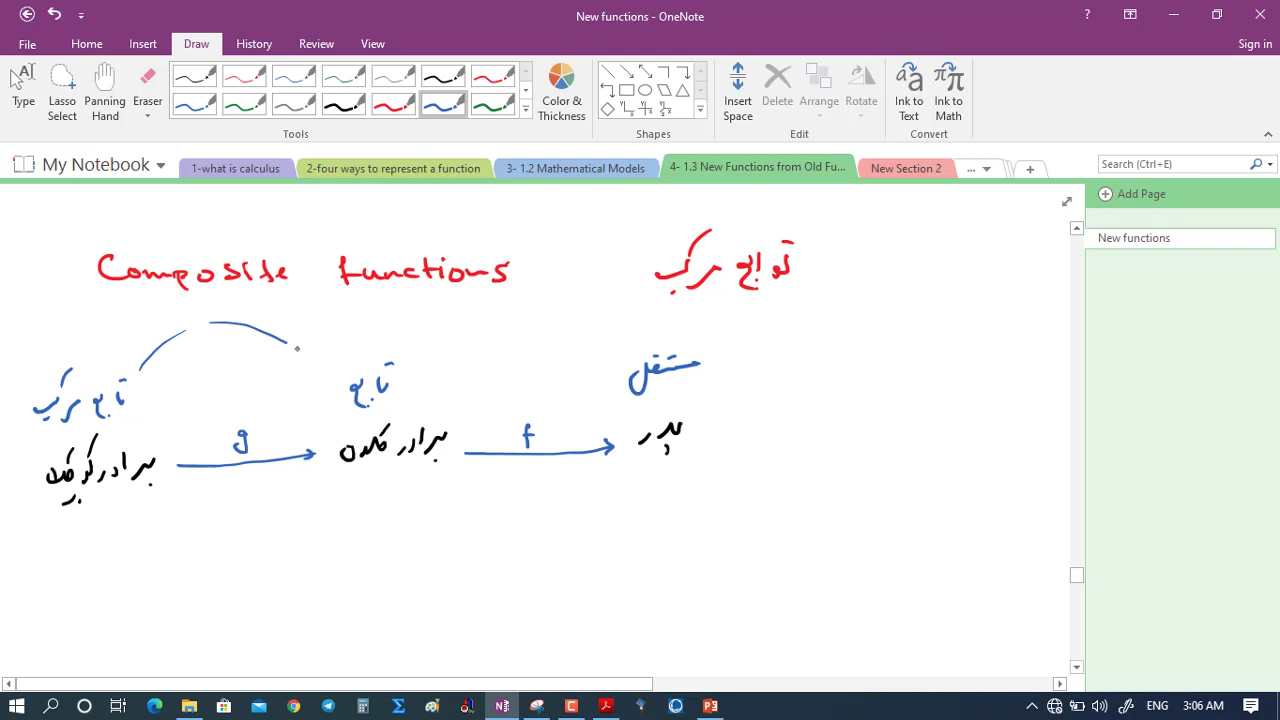 New functions - OneNote
? 
File Home Insert Draw History Review View Sign in
Type
Lasso Select
Panning Hand
Eraser
Color & Thickness
Insert Space
Delete
Arrange
Rotate
Ink to Text
Ink to Math
Tools Shapes Edit Convert
My Notebook 1-what is calculus 2-four ways to represent a function 3- 1.2 Mathematical Models 4- 1.3 New Functions from Old Fu... New Section 2 ... Search (Ctrl+E)
Add Page
New functions
Composite functions توابع مرکب
تابع مرکب تابع مستقل
g f
برادر کوچک برادر کلان پدر
ENG 3:06 AM